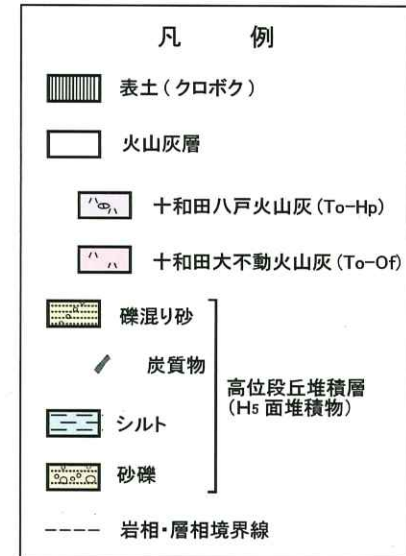 凡 例
表土(クロボク)
火山灰層
十和田八戸火山灰(To-Hp)
十和田大不動火山灰(To-Of)
礫混り砂
炭質物
高位段丘堆積層
(H5 面堆積物)
シルト
砂礫
岩相・層相境界線